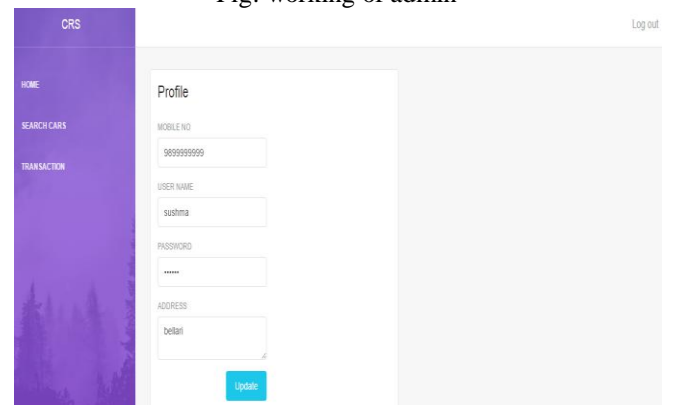 Fig: working of admin
CRS
Log out
HOME
SEARCH CARS
TRANSACTION
Profile
MOBILE NO
9899999999
USER NAME
sushma
PASSWORD
••••••
ADDRESS
bellari
Update